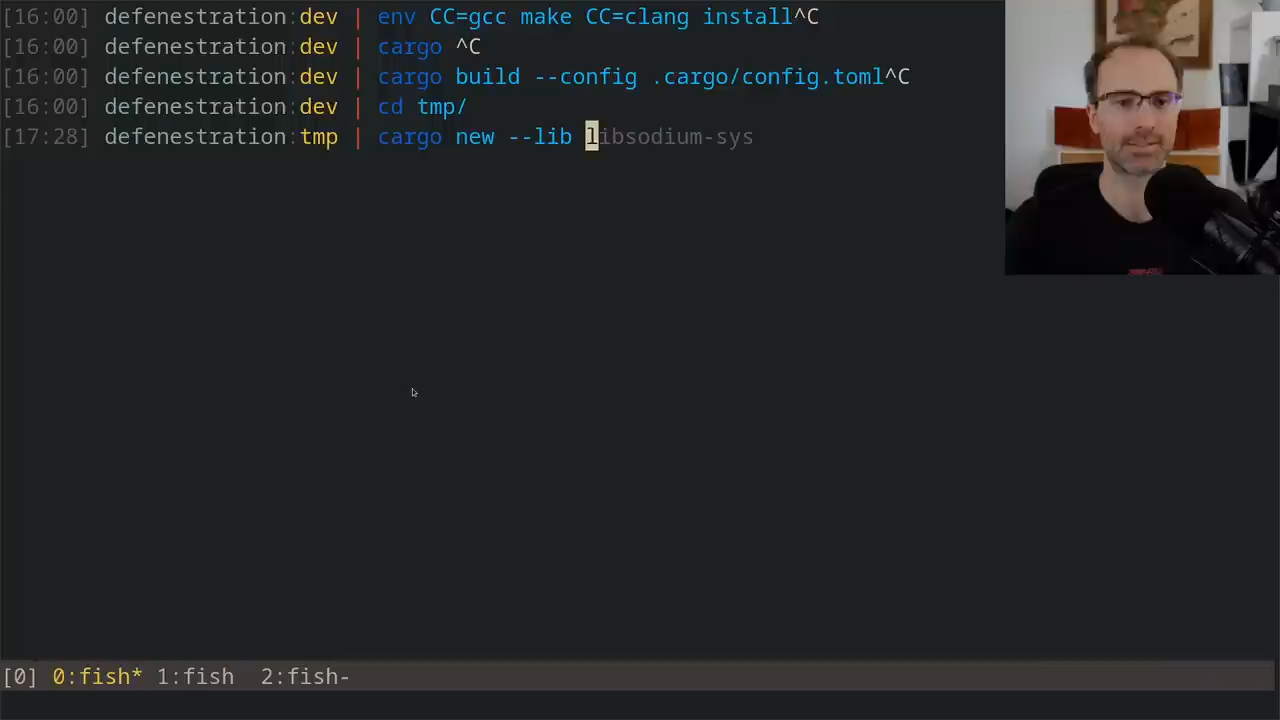 [16:00] defenestration:dev | env CC=gcc make CC=clang install^C
[16:00] defenestration:dev | cargo ^C
[16:00] defenestration:dev | cargo build --config .cargo/config.toml^C
[16:00] defenestration:dev | cd tmp/
[17:28] defenestration:tmp | cargo new --lib libsodium-sys
[0] 0:fish* 1:fish  2:fish-